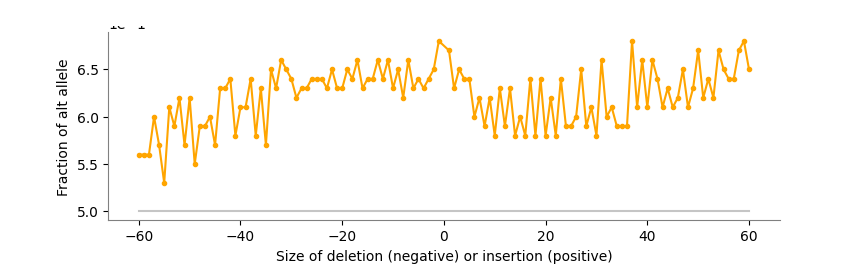 6.5
6.0
5.5
5.0
Fraction of alt allele
−60 −40 −20 0 20 40 60
Size of deletion (negative) or insertion (positive)